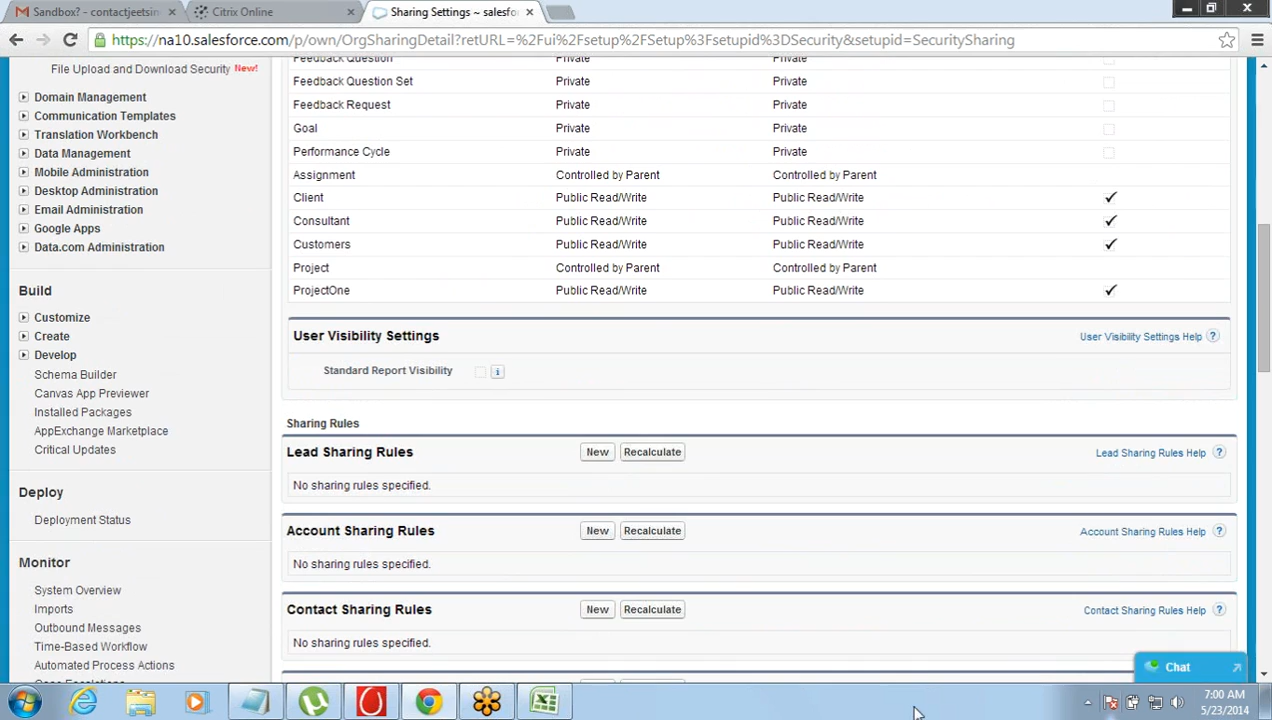 Sandbox? - contactjeetsin
Citrix Online
Sharing Settings ~ salesfo
https://na10.salesforce.com/p/own/OrgSharingDetail?retURL=%2Fui%2Fsetup%2FSetup%3Fsetupid%3DSecurity&setupid=SecuritySharing
File Upload and Download Security New!
Domain Management
Communication Templates
Translation Workbench
Data Management
Mobile Administration
Desktop Administration
Email Administration
Google Apps
Data.com Administration
Build
Customize
Create
Develop
Schema Builder
Canvas App Previewer
Installed Packages
AppExchange Marketplace
Critical Updates
Deploy
Deployment Status
Monitor
System Overview
Imports
Outbound Messages
Time-Based Workflow
Automated Process Actions
Case Escalations
Feedback Question Private Private
Feedback Question Set Private Private
Feedback Request Private Private
Goal Private Private
Performance Cycle Private Private
Assignment Controlled by Parent Controlled by Parent
Client Public Read/Write Public Read/Write
Consultant Public Read/Write Public Read/Write
Customers Public Read/Write Public Read/Write
Project Controlled by Parent Controlled by Parent
ProjectOne Public Read/Write Public Read/Write
User Visibility Settings User Visibility Settings Help ?
Standard Report Visibility i
Sharing Rules
Lead Sharing Rules New Recalculate Lead Sharing Rules Help ?
No sharing rules specified.
Account Sharing Rules New Recalculate Account Sharing Rules Help ?
No sharing rules specified.
Contact Sharing Rules New Recalculate Contact Sharing Rules Help ?
No sharing rules specified.
Chat
7:00 AM
5/23/2014